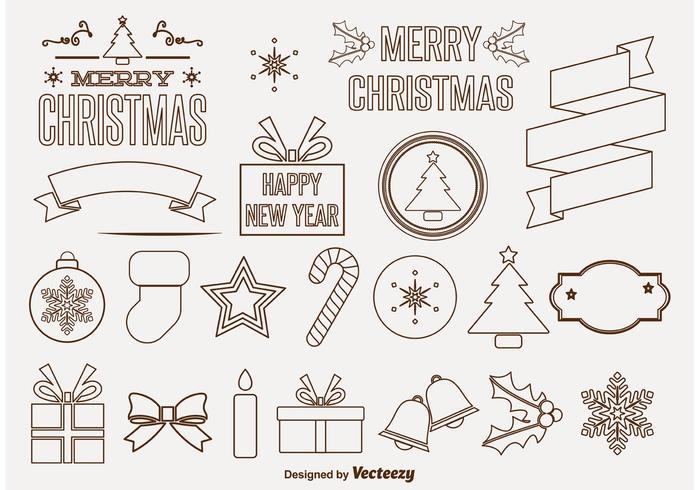 MERRY
CHRISTMAS
MERRY
CHRISTMAS
HAPPY
NEW YEAR
Designed by Vecteezy